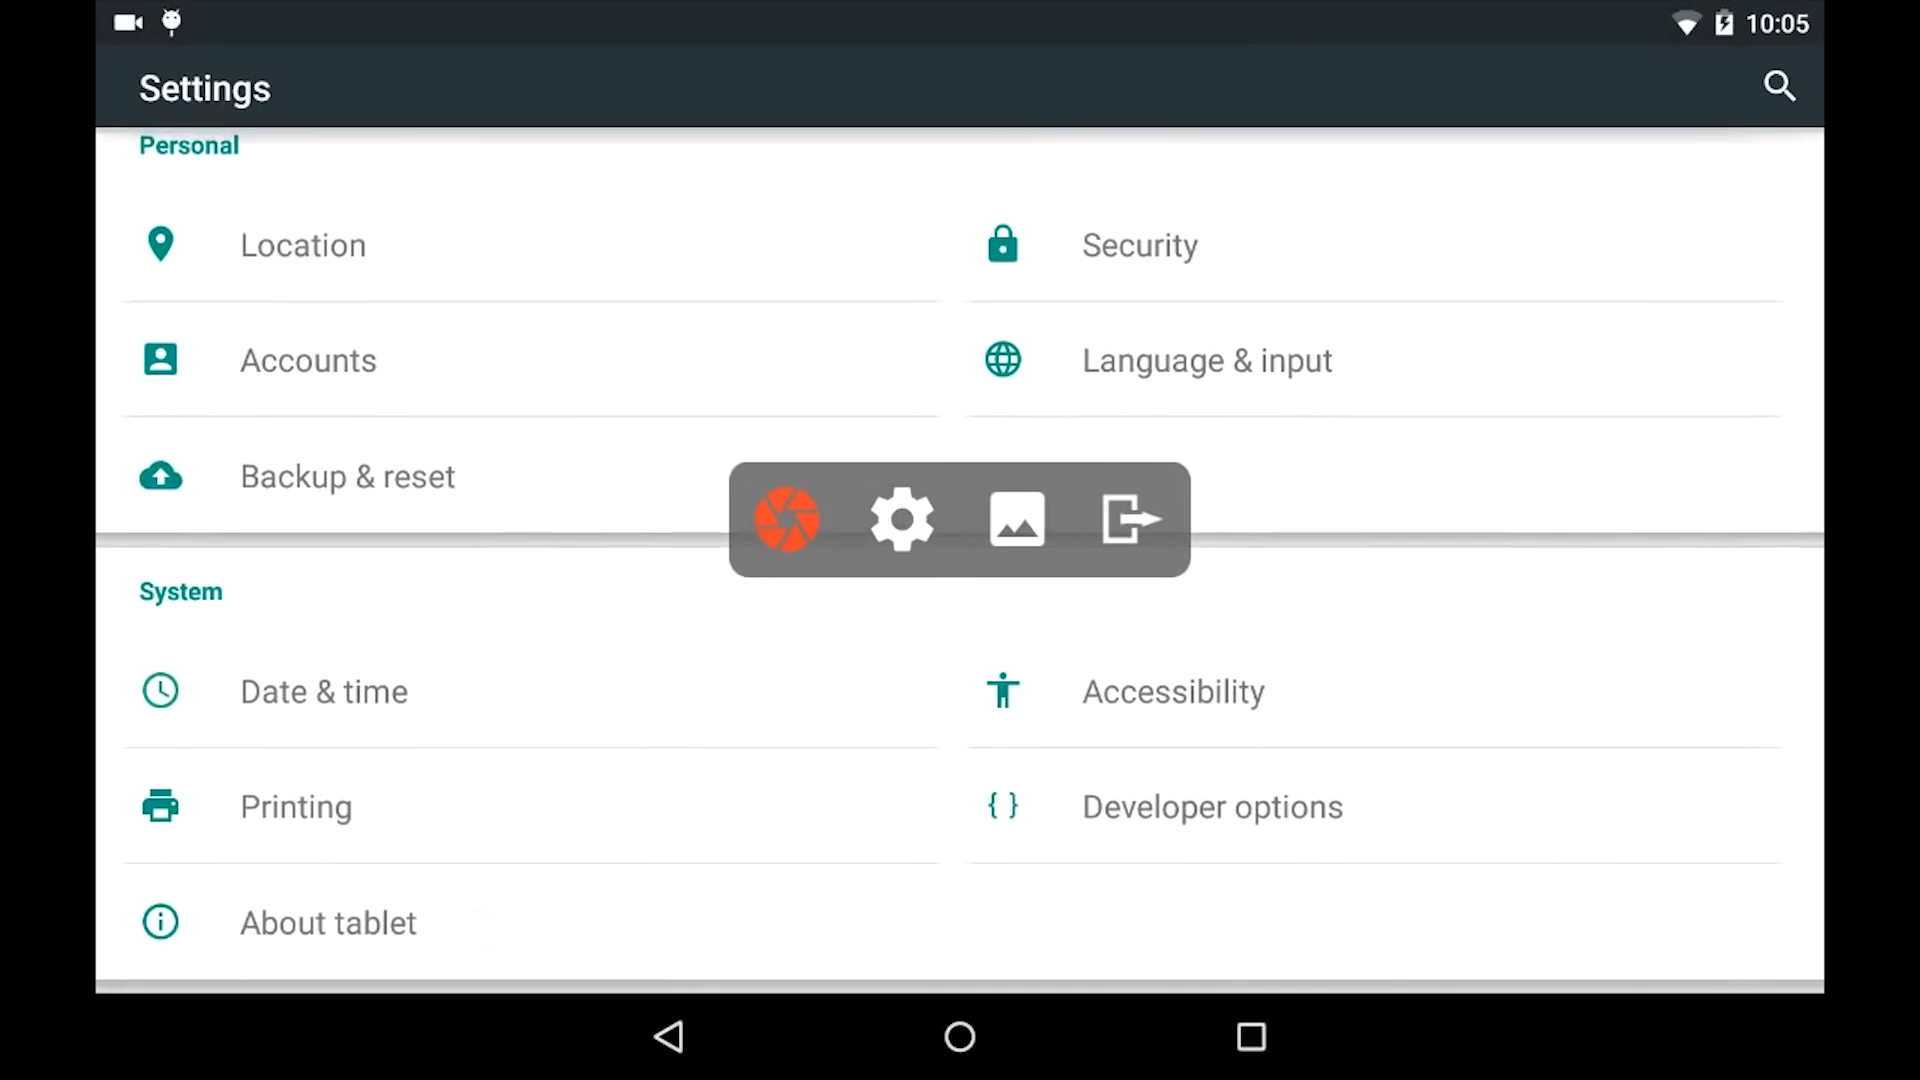 10:05
Settings
Personal
Location
Security
Accounts
Language & input
Backup & reset
System
Date & time
Accessibility
Printing
Developer options
About tablet